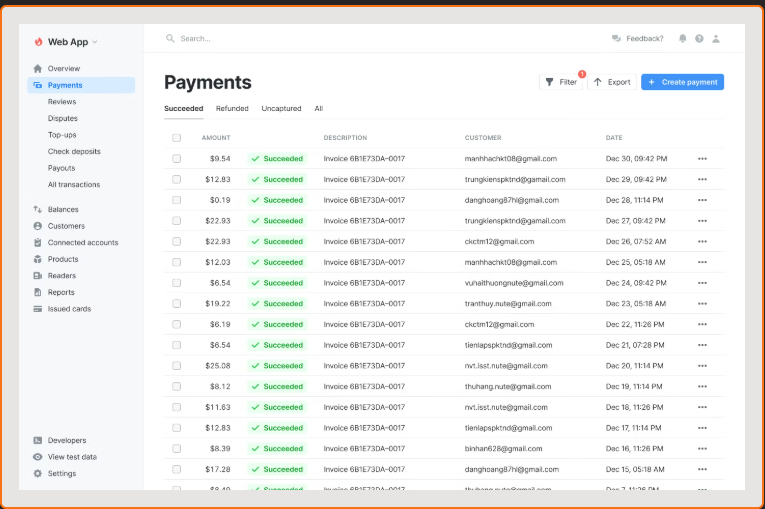 Web App
Search...
Feedback?
Overview
Payments
Reviews
Disputes
Top-ups
Check deposits
Payouts
All transactions
Balances
Customers
Connected accounts
Products
Readers
Reports
Issued cards
Developers
View test data
Settings
Payments
Filter 1 Export + Create payment
Succeeded Refunded Uncaptured All
AMOUNT DESCRIPTION CUSTOMER DATE
$9.54 Succeeded Invoice 6B1E73DA-0017 manhhachkt08@gmail.com Dec 30, 09:42 PM
$12.83 Succeeded Invoice 6B1E73DA-0017 trungkienspktnd@gamail.com Dec 29, 09:42 PM
$0.19 Succeeded Invoice 6B1E73DA-0017 danghoang87hl@gmail.com Dec 28, 11:14 PM
$22.93 Succeeded Invoice 6B1E73DA-0017 trungkienspktnd@gamail.com Dec 27, 09:42 PM
$22.93 Succeeded Invoice 6B1E73DA-0017 ckctm12@gmail.com Dec 26, 07:52 AM
$12.03 Succeeded Invoice 6B1E73DA-0017 manhhachkt08@gmail.com Dec 25, 05:18 AM
$6.54 Succeeded Invoice 6B1E73DA-0017 vuhaithuongnute@gmail.com Dec 24, 09:42 PM
$19.22 Succeeded Invoice 6B1E73DA-0017 tranthuy.nute@gmail.com Dec 23, 05:18 AM
$6.19 Succeeded Invoice 6B1E73DA-0017 ckctm12@gmail.com Dec 22, 11:26 PM
$6.54 Succeeded Invoice 6B1E73DA-0017 tienlapspktnd@gmail.com Dec 21, 07:28 PM
$25.08 Succeeded Invoice 6B1E73DA-0017 nvt.isst.nute@gmail.com Dec 20, 11:14 PM
$8.12 Succeeded Invoice 6B1E73DA-0017 thuhang.nute@gmail.com Dec 19, 11:14 PM
$11.63 Succeeded Invoice 6B1E73DA-0017 nvt.isst.nute@gmail.com Dec 18, 11:26 PM
$12.83 Succeeded Invoice 6B1E73DA-0017 tienlapspktnd@gmail.com Dec 17, 11:14 PM
$8.39 Succeeded Invoice 6B1E73DA-0017 binhan628@gmail.com Dec 16, 11:26 PM
$17.28 Succeeded Invoice 6B1E73DA-0017 danghoang87hl@gmail.com Dec 15, 05:18 AM
Succeeded Invoice 6B1E73DA-0017 thuhang.nute@gmail.com